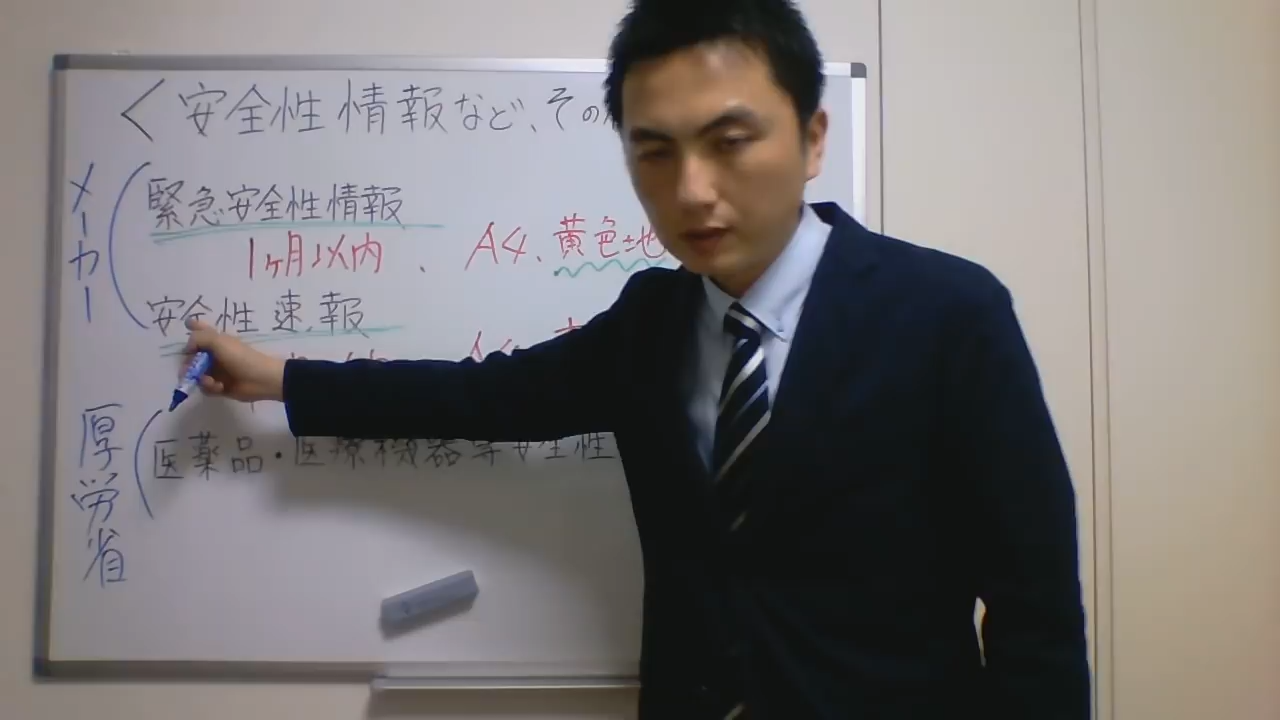 <安全性情報など、その
メーカー
緊急安全性情報
1ヶ月以内、A4、黄色地
安全性速報
厚労省
医薬品・医療機器等安全性